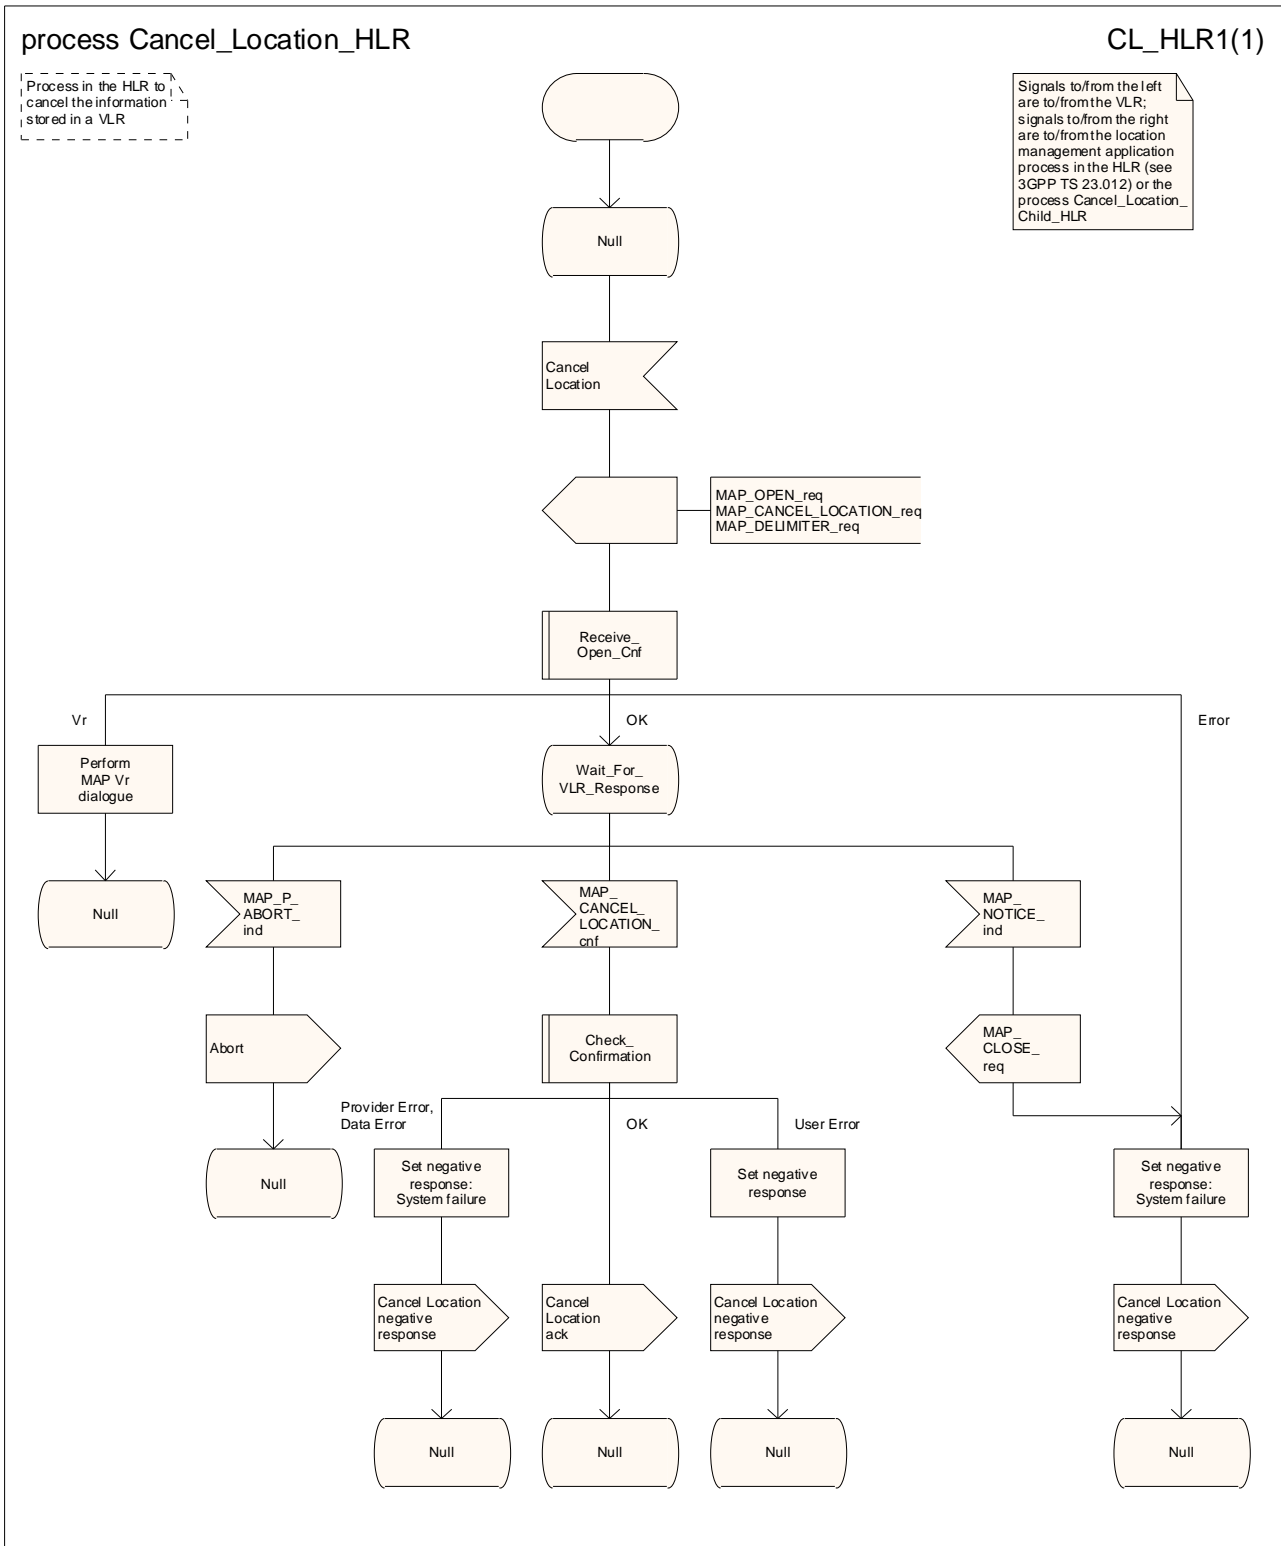 process Cancel_Location_HLR
CL_HLR1(1)
Process in the HLR to
cancel the information
stored in a VLR
Signals to/from the left
are to/from the VLR;
signals to/from the right
are to/from the location
management application
process in the HLR (see
3GPP TS 23.012) or the
process Cancel_Location_
Child_HLR
Null
Cancel
Location
MAP_OPEN_req
MAP_CANCEL_LOCATION_req
MAP_DELIMITER_req
Receive_
Open_Cnf
Vr
OK
Error
Perform
MAP Vr
dialogue
Wait_For_
VLR_Response
Null
MAP_P_
ABORT_
ind
MAP_
CANCEL_
LOCATION_
cnf
MAP_
NOTICE_
ind
Abort
Check_
Confirmation
MAP_
CLOSE_
req
Provider Error,
Data Error
OK
User Error
Null
Set negative
response:
System failure
Set negative
response
Set negative
response:
System failure
Cancel Location
negative
response
Cancel
Location
ack
Cancel Location
negative
response
Cancel Location
negative
response
Null
Null
Null
Null